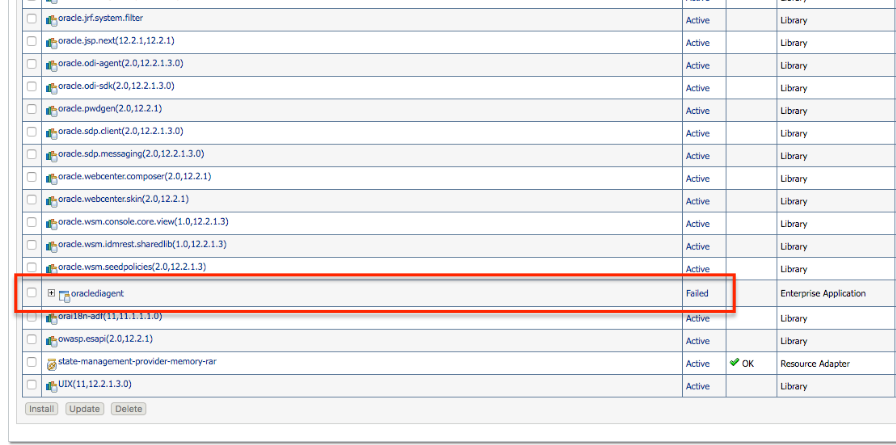 oracle.jrf.system.filter Active Library
oracle.jsp.next(12.2.1,12.2.1) Active Library
oracle.odi-agent(2.0,12.2.1.3.0) Active Library
oracle.odi-sdk(2.0,12.2.1.3.0) Active Library
oracle.pwdgen(2.0,12.2.1) Active Library
oracle.sdp.client(2.0,12.2.1.3.0) Active Library
oracle.sdp.messaging(2.0,12.2.1.3.0) Active Library
oracle.webcenter.composer(2.0,12.2.1) Active Library
oracle.webcenter.skin(2.0,12.2.1) Active Library
oracle.wsm.console.core.view(1.0,12.2.1.3) Active Library
oracle.wsm.idmrest.sharedlib(1.0,12.2.1.3) Active Library
oracle.wsm.seedpolicies(2.0,12.2.1.3) Active Library
oraclediagent Failed Enterprise Application
orai18n-adf(11,11.1.1.1.0) Active Library
owasp.esapi(2.0,12.2.1) Active Library
state-management-provider-memory-rar Active OK Resource Adapter
UIX(11,12.2.1.3.0) Active Library
Install Update Delete